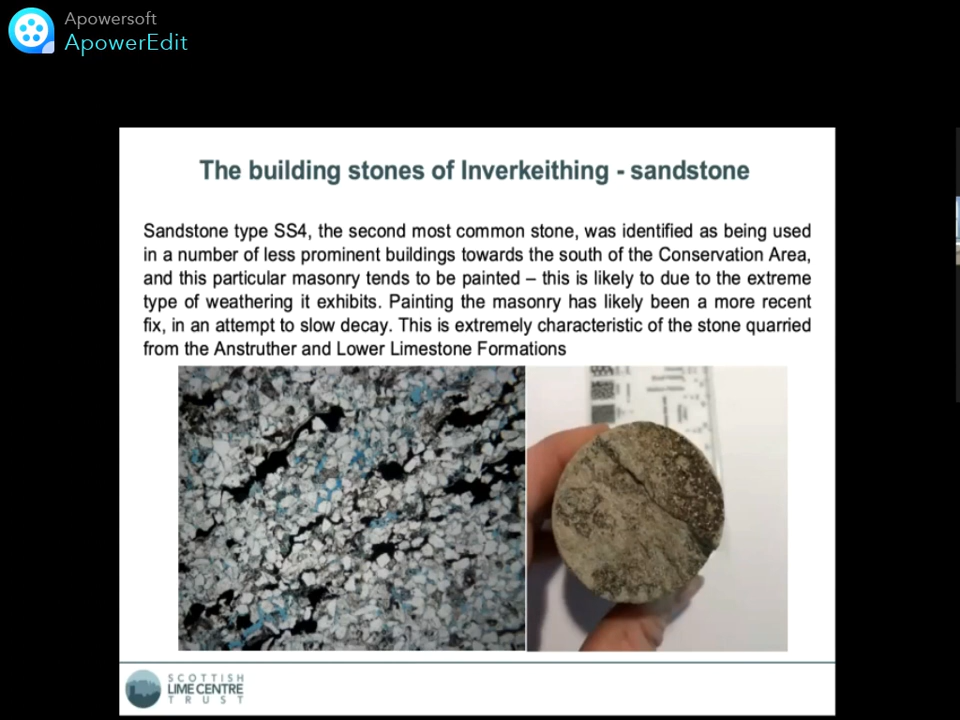 Apowersoft
ApowerEdit
The building stones of Inverkeithing - sandstone
Sandstone type SS4, the second most common stone, was identified as being used
in a number of less prominent buildings towards the south of the Conservation Area,
and this particular masonry tends to be painted – this is likely to due to the extreme
type of weathering it exhibits. Painting the masonry has likely been a more recent
fix, in an attempt to slow decay. This is extremely characteristic of the stone quarried
from the Anstruther and Lower Limestone Formations
SCOTTISH
LIME CENTRE
TRUST